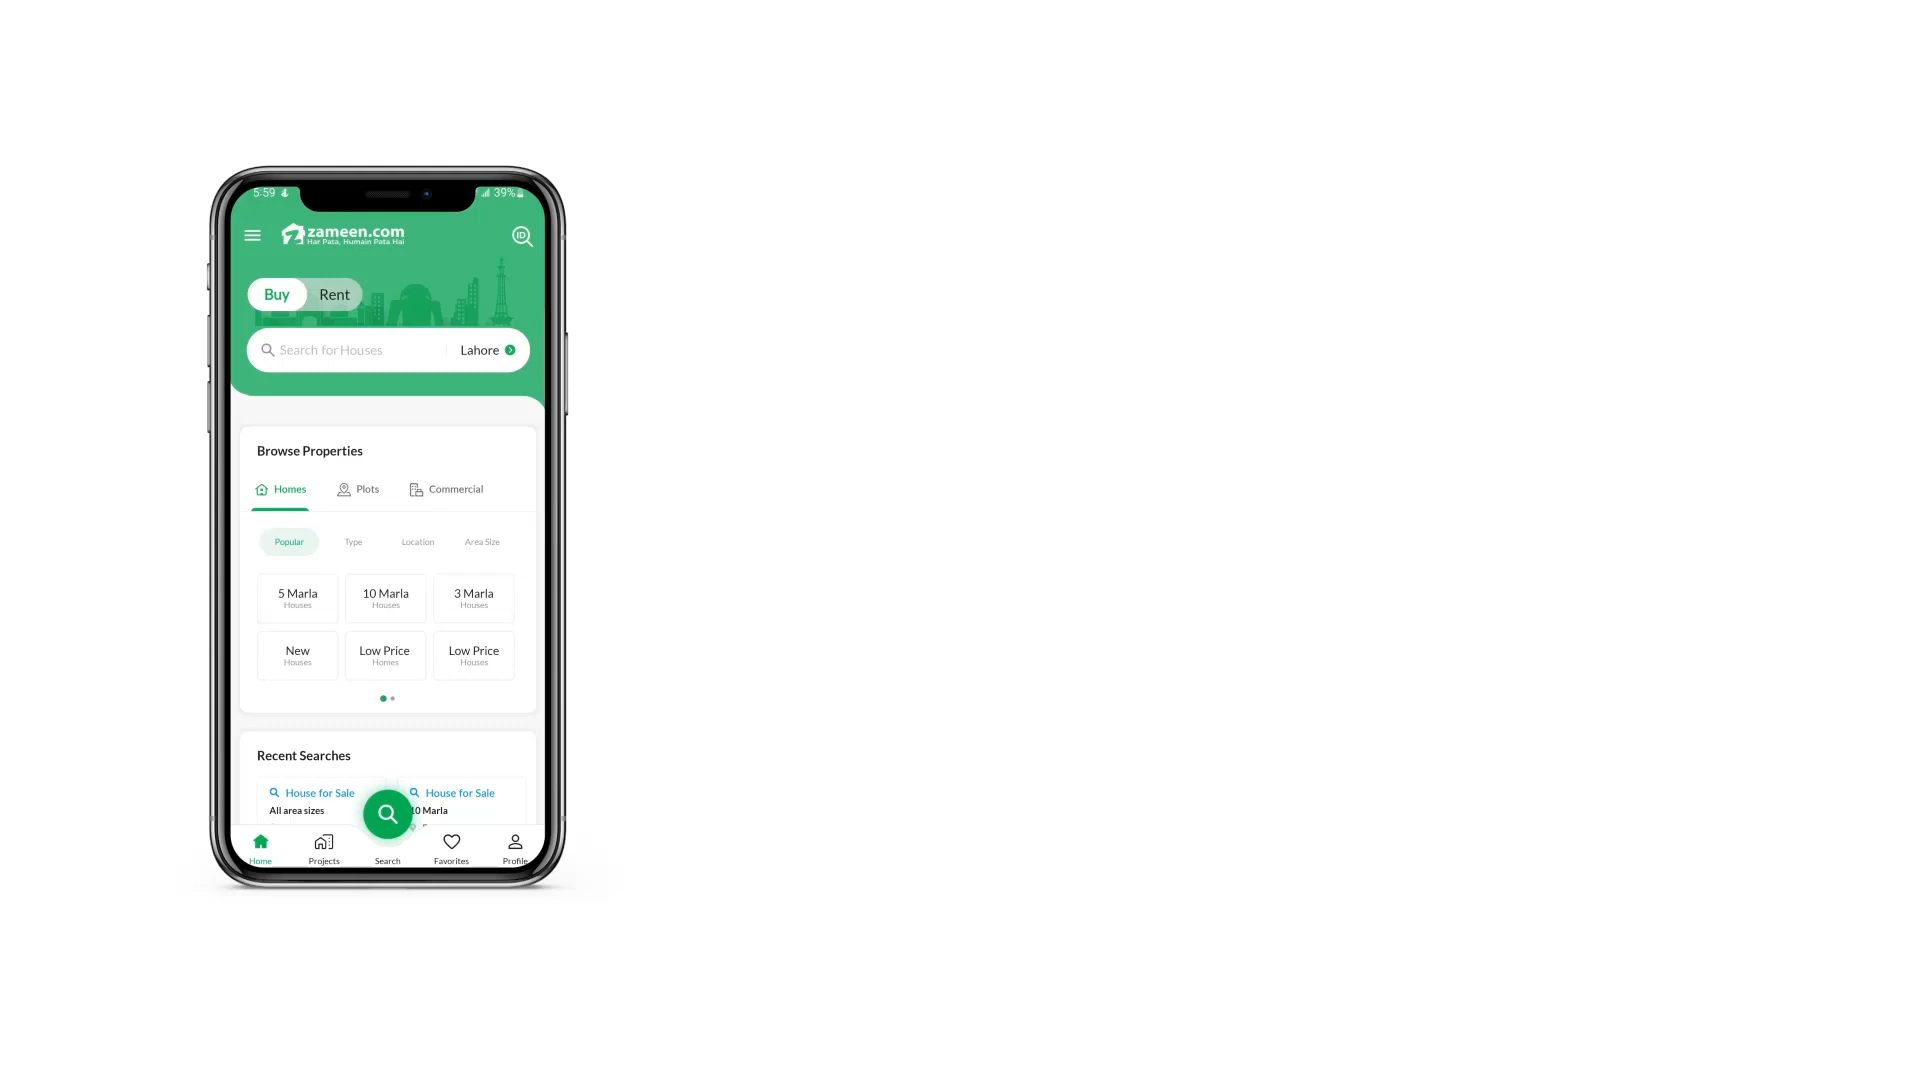 5:59
39%
zameen.com
Har Pata, Humain Pata Hai
ID
Buy Rent
Search for Houses Lahore
Browse Properties
Homes Plots Commercial
Popular Type Location Area Size
5 Marla 10 Marla 3 Marla
Houses Houses Houses
New Low Price Low Price
Houses Homes Houses
Recent Searches
House for Sale House for Sale
All area sizes 10 Marla
Home Projects Search Favorites Profile